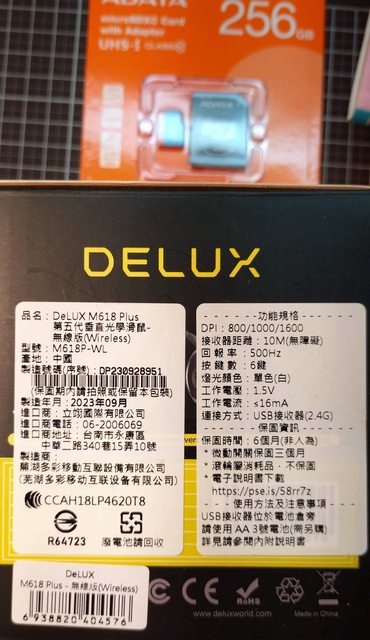 ADATA
microSDXC Card
with Adapter
UHS-I CLASS 10
256GB
ADATA
DELUX
品名：DeLUX M618 Plus
第五代垂直光學滑鼠-
無線版(Wireless)
型號：M618P-WL
產地：中國
製造號碼(序號)：DP230928951
(保固期內請照拍或保留本包裝)
製造年月：2023年09月
進口商：立翊國際有限公司
進口商電話：06-2006069
進口商地址：台南市永康區
中華二路340巷15弄10號
製造商：
蕪湖多彩移動互聯設備有限公司
(芜湖多彩移动互联设备有限公司)
CCAH18LP4620T8
R64723
廢電池請回收
-------功能規格-------
DPI：800/1000/1600
接收器距離：10M(無障礙)
回報率：500Hz
按鍵數：6鍵
燈光顏色：單色(白)
工作電壓：1.5V
工作電流：≤16mA
連接方式：USB接收器(2.4G)
-------保固資訊-------
保固時間：6個月(非人為)
*微動開關保固三個月
*滾輪屬消耗品，不保固
*電子說明書下載
https://pse.is/58rr7z
---使用方法及注意事項---
USB接收器位於電池倉旁
請使用AA 3號電池(需另購)
詳見請參閱內附說明書
DeLUX
M618 Plus - 無線版(Wireless)
6 938820 404576
CE FC RoHS
www.deluxworld.com
Made in China